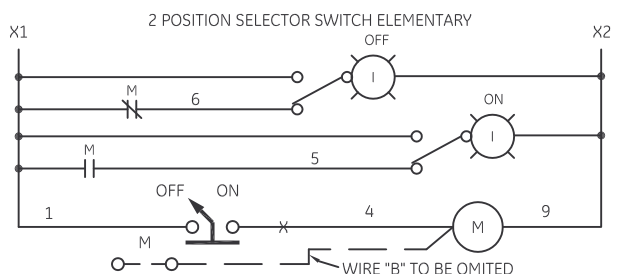 2 POSITION SELECTOR SWITCH ELEMENTARY
X1
X2
OFF
I
M
6
ON
I
M
5
OFF ON
1
X
4
M
9
M
WIRE "B" TO BE OMITED